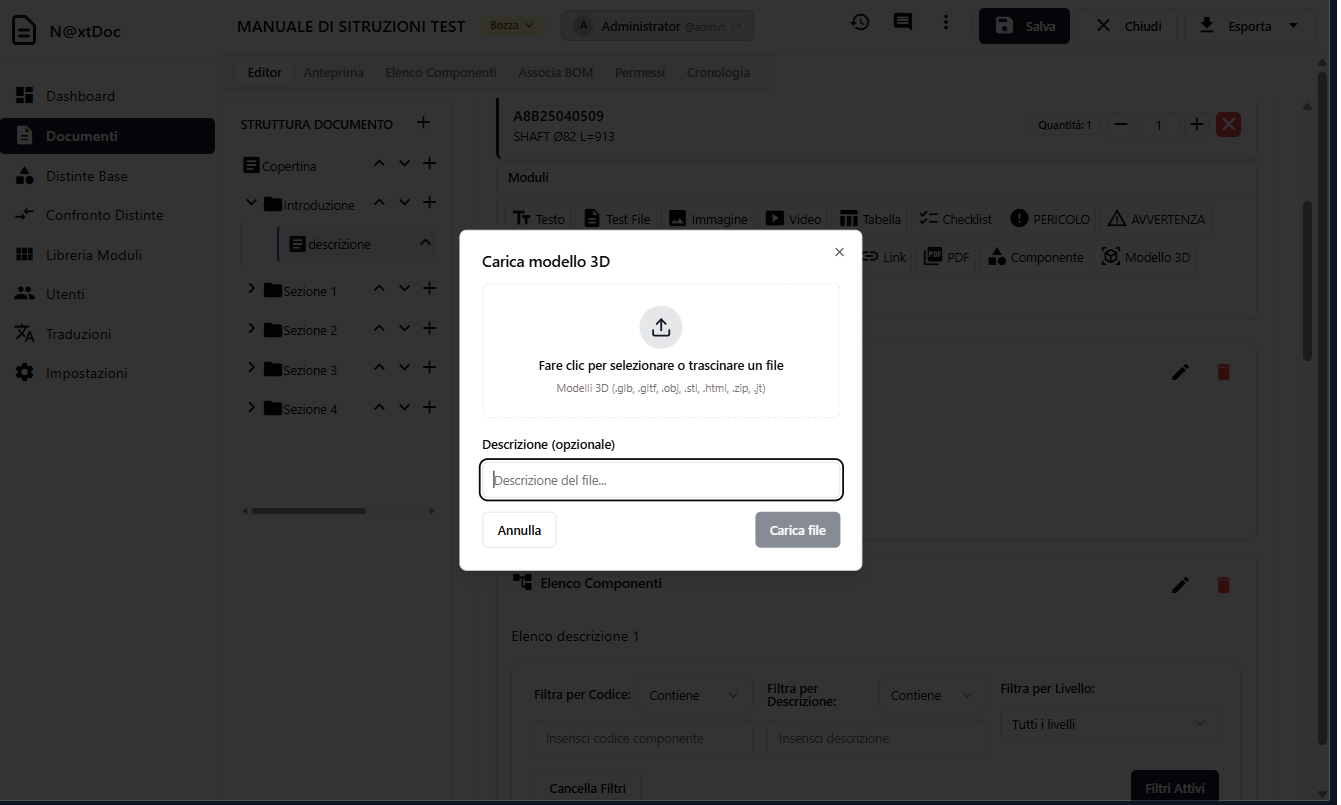 N@xtDoc
MANUALE DI SITRUZIONI TEST
Bozza
A Administrator @admin
Salva
Chiudi
Esporta
Dashboard
Documenti
Distinte Base
Confronto Distinte
Libreria Moduli
Utenti
Traduzioni
Impostazioni
Editor Anteprima Elenco Componenti Associa BOM Permessi Cronologia
STRUTTURA DOCUMENTO
Copertina
Introduzione
descrizione
Sezione 1
Sezione 2
Sezione 3
Sezione 4
A8B25040509
SHAFT Ø82 L=913
Quantità: 1
1
Moduli
Testo Test File Immagine Video Tabella Checklist PERICOLO AVVERTENZA
Link PDF Componente Modello 3D
Carica modello 3D
Fare clic per selezionare o trascinare un file
Modelli 3D (.glb, .gltf, .obj, .stl, .html, .zip, .jt)
Descrizione (opzionale)
Descrizione del file...
Annulla
Carica file
Elenco Componenti
Elenco descrizione 1
Filtra per Codice:
Contiene
Inserisci codice componente
Filtra per
Descrizione:
Contiene
Inserisci descrizione
Filtra per Livello:
Tutti i livelli
Cancella Filtri
Filtri Attivi